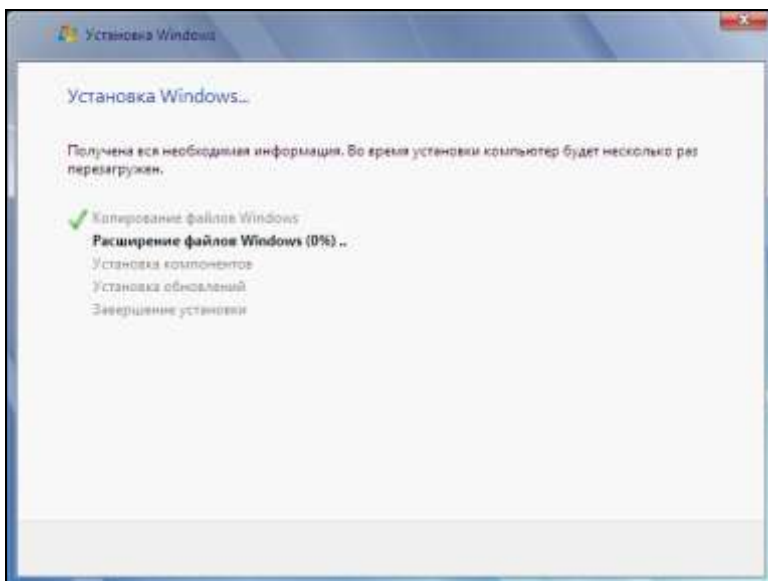 Установка Windows
Установка Windows...
Получена вся необходимая информация. Во время установки компьютер будет несколько раз
перезагружен.
Копирование файлов Windows
Расширение файлов Windows (0%) ..
Установка компонентов
Установка обновлений
Завершение установки